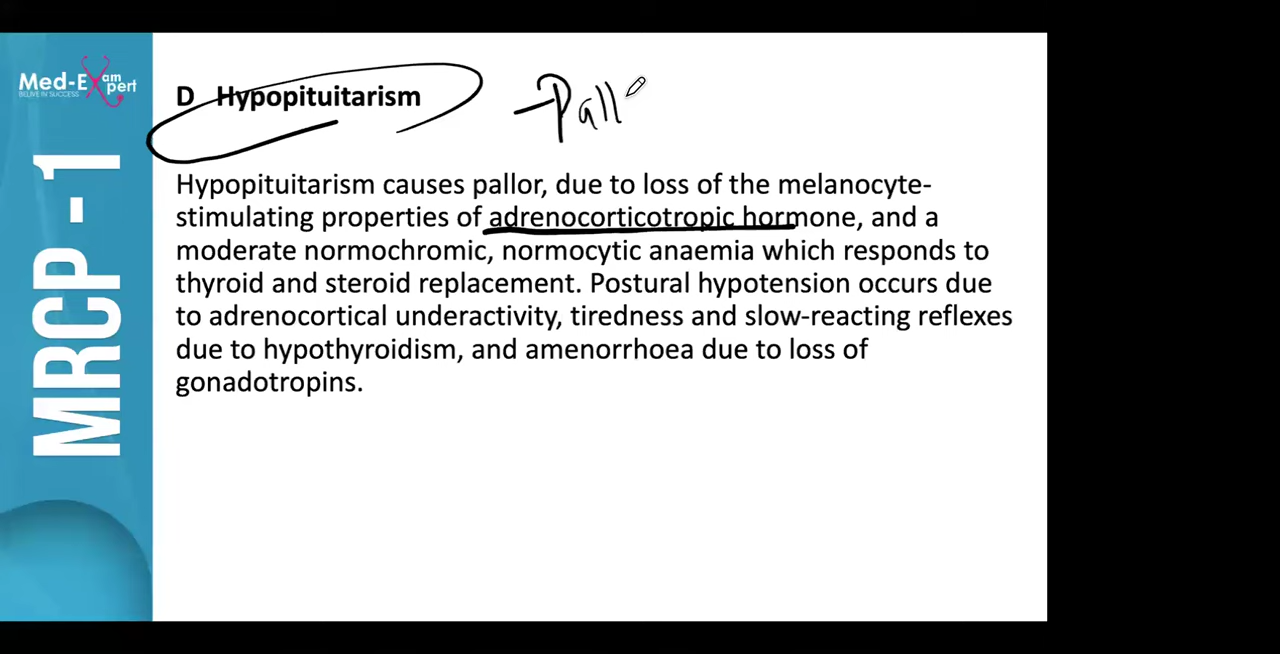 Med-Exam
pert
BELIVE IN SUCCESS
MRCP - 1
D Hypopituitarism
Pall
Hypopituitarism causes pallor, due to loss of the melanocyte-
stimulating properties of adrenocorticotropic hormone, and a
moderate normochromic, normocytic anaemia which responds to
thyroid and steroid replacement. Postural hypotension occurs due
to adrenocortical underactivity, tiredness and slow-reacting reflexes
due to hypothyroidism, and amenorrhoea due to loss of
gonadotropins.